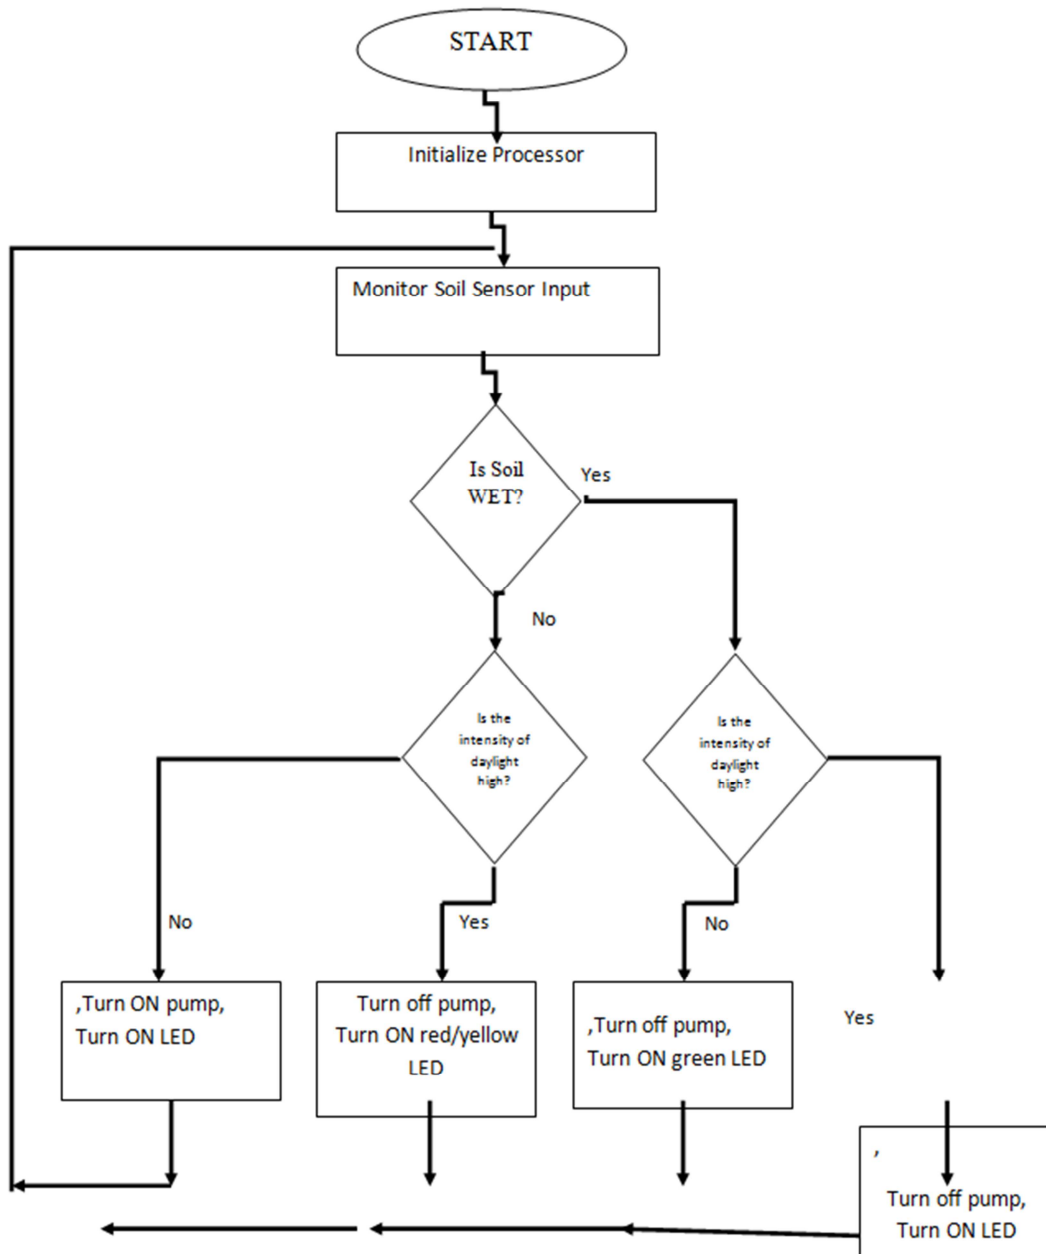 START
Initialize Processor
Monitor Soil Sensor Input
Is Soil
WET?
Yes
No
Is the
intensity of
daylight
high?
Is the
intensity of
daylight
high?
No
Yes
No
Yes
,Turn ON pump,
Turn ON LED
Turn off pump,
Turn ON red/yellow
LED
,Turn off pump,
Turn ON green LED
,
Turn off pump,
Turn ON LED